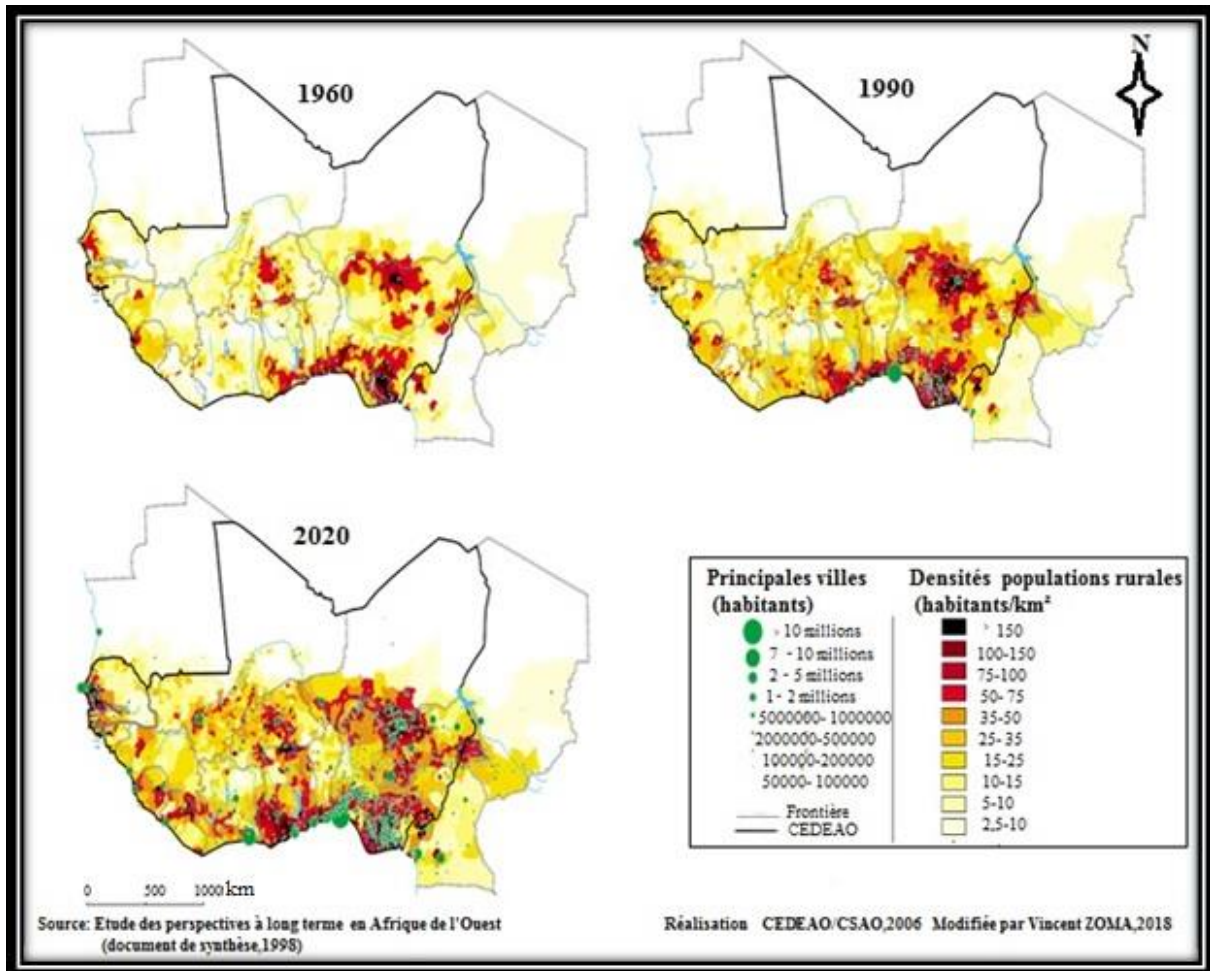 1960
1990
N
2020
Principales villes
(habitants)
> 10 millions
7 - 10 millions
2 - 5 millions
1 - 2 millions
5000000-1000000
2000000-500000
100000-200000
50000-100000
Frontière
CEDEAO
Densités populations rurales
(habitants/km²
> 150
100-150
75-100
50- 75
35-50
25- 35
15-25
10-15
5-10
2,5-10
0 500 1000 km
Source: Etude des perspectives à long terme en Afrique de l'Ouest
(document de synthèse,1998)
Réalisation CEDEAO/CSAO,2006 Modifiée par Vincent ZOMA,2018